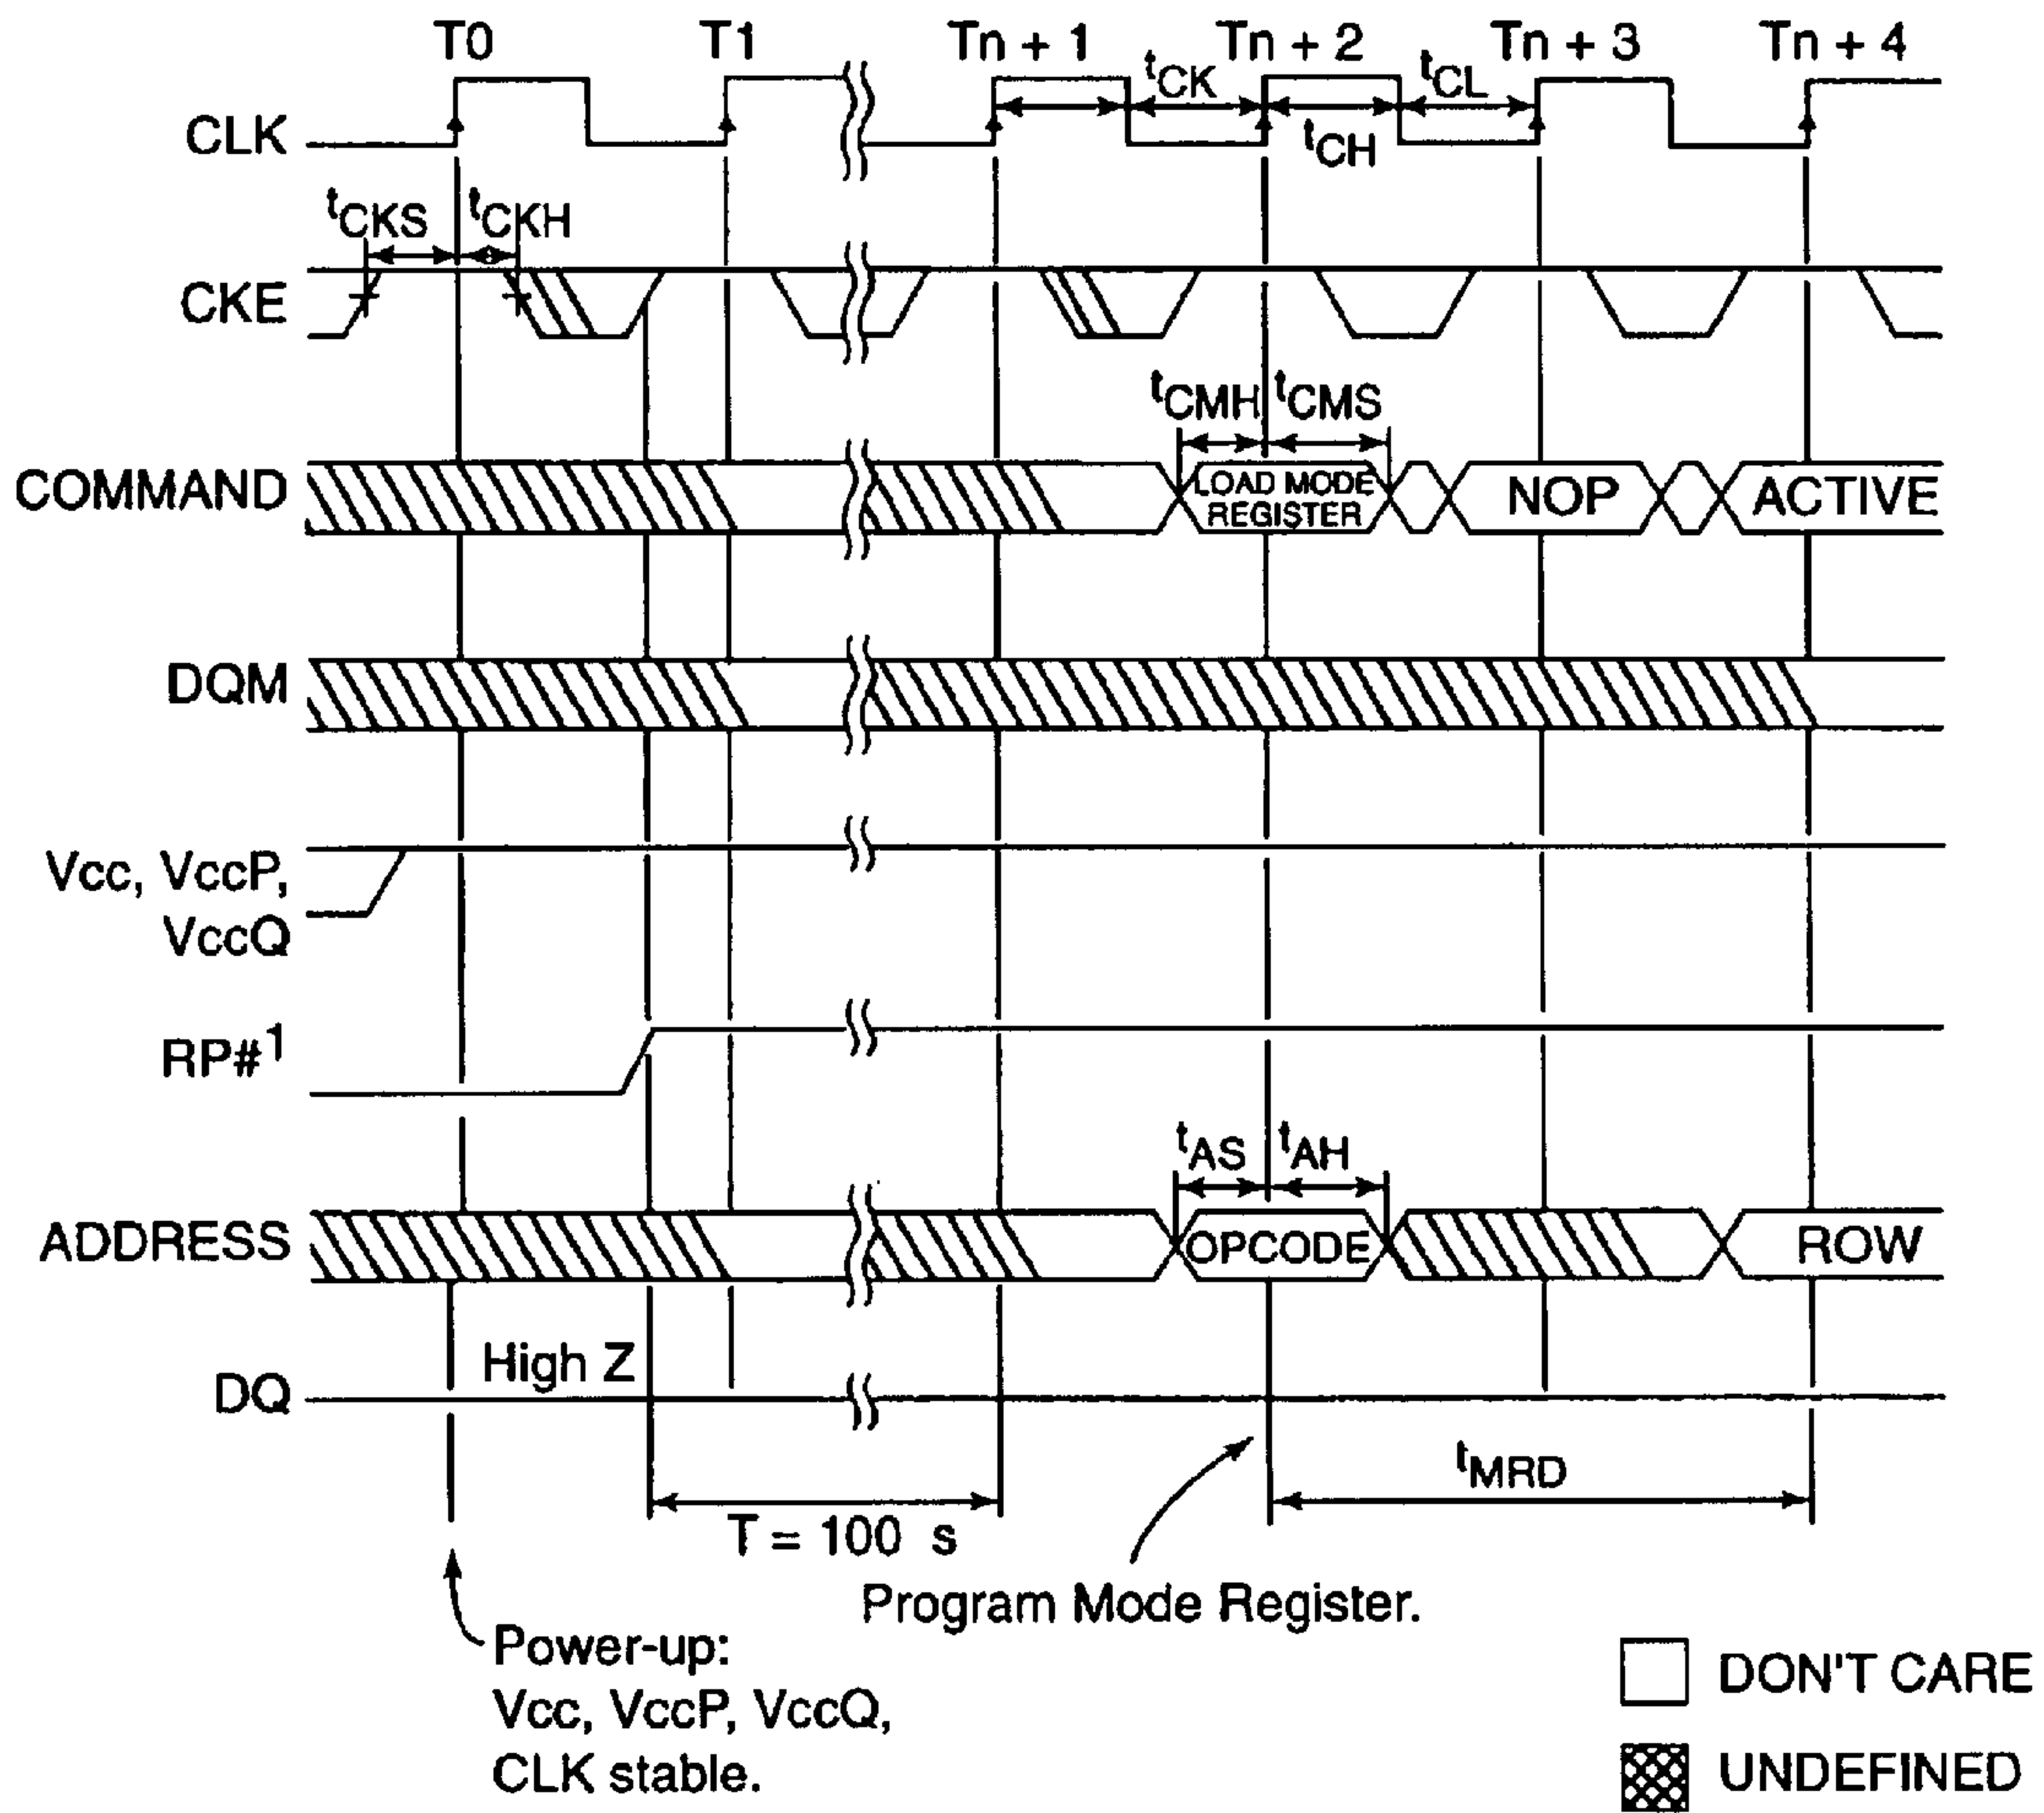 T0 T1 Tn + 1 Tn + 2 Tn + 3 Tn + 4
tCK tCL
CLK
tCH
tCKS tCKH
CKE
tCMH tCMS
COMMAND LOAD MODE REGISTER NOP ACTIVE
DQM
Vcc, VccP,
VccQ
RP#1
tAS tAH
ADDRESS OPCODE ROW
High Z
DQ
tMRD
T = 100 s
Program Mode Register.
Power-up:
Vcc, VccP, VccQ,
CLK stable.
DON'T CARE
UNDEFINED